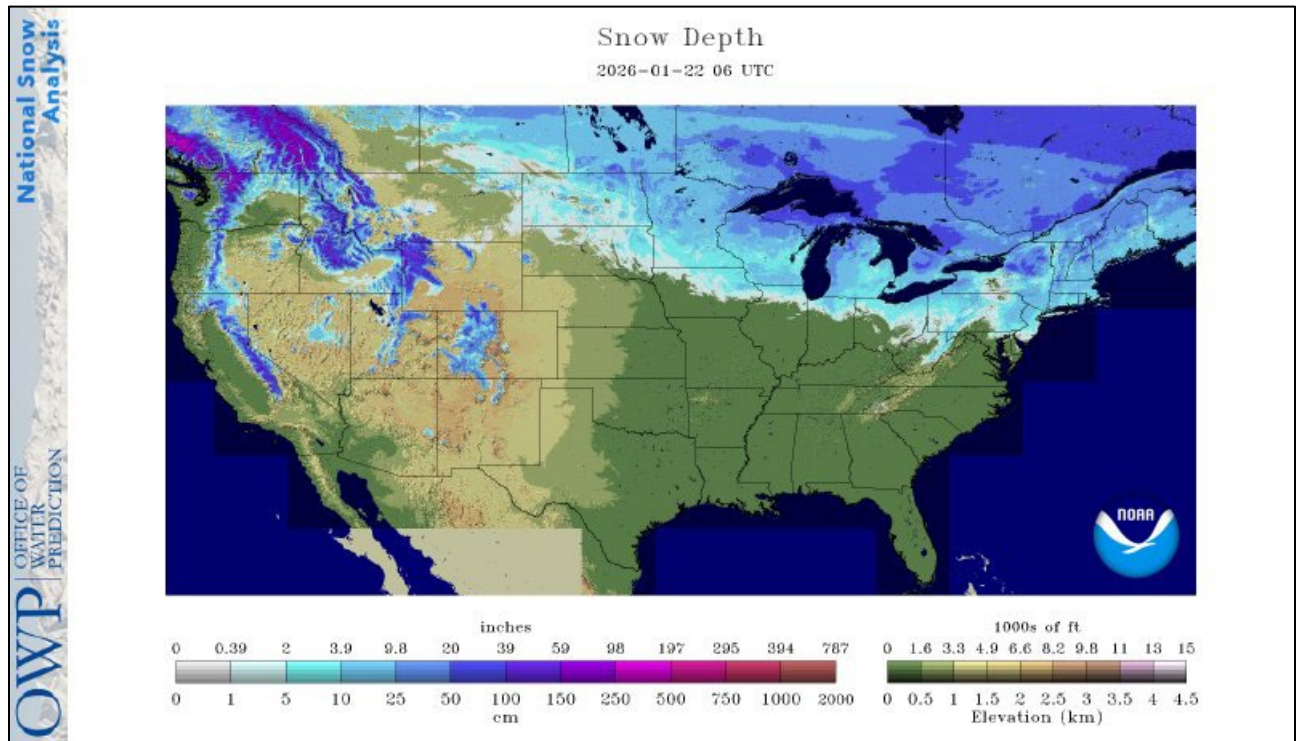 National Snow
Analysis
OWP
OFFICE OF
WATER
PREDICTION
Snow Depth
2026-01-22 06 UTC
NOAA
inches
0 0.39 2 3.9 9.8 20 39 59 98 197 295 394 787
0 1 5 10 25 50 100 150 250 500 750 1000 2000
cm
1000s of ft
0 1.6 3.3 4.9 6.6 8.2 9.8 11 13 15
0 0.5 1 1.5 2 2.5 3 3.5 4 4.5
Elevation (km)